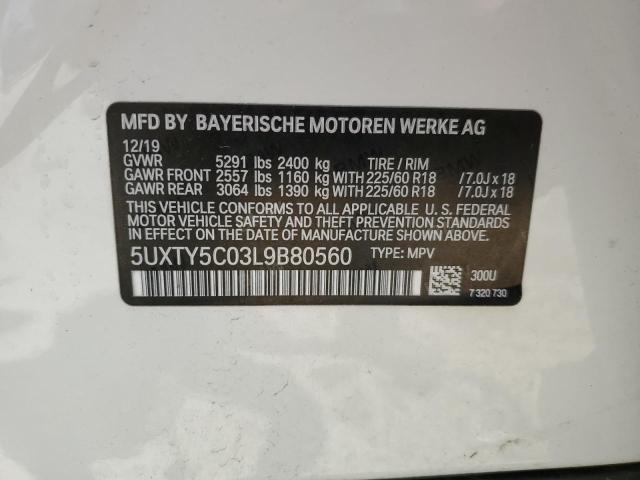 MFD BY BAYERISCHE MOTOREN WERKE AG
12/19
GVWR 5291 lbs 2400 kg TIRE / RIM
GAWR FRONT 2557 lbs 1160 kg WITH 225/60 R18 /7.0J x 18
GAWR REAR 3064 lbs 1390 kg WITH 225/60 R18 /7.0J x 18
THIS VEHICLE CONFORMS TO ALL APPLICABLE U. S. FEDERAL
MOTOR VEHICLE SAFETY AND THEFT PREVENTION STANDARDS
IN EFFECT ON THE DATE OF MANUFACTURE SHOWN ABOVE.
5UXTY5C03L9B80560 TYPE: MPV
300U
7 320 730